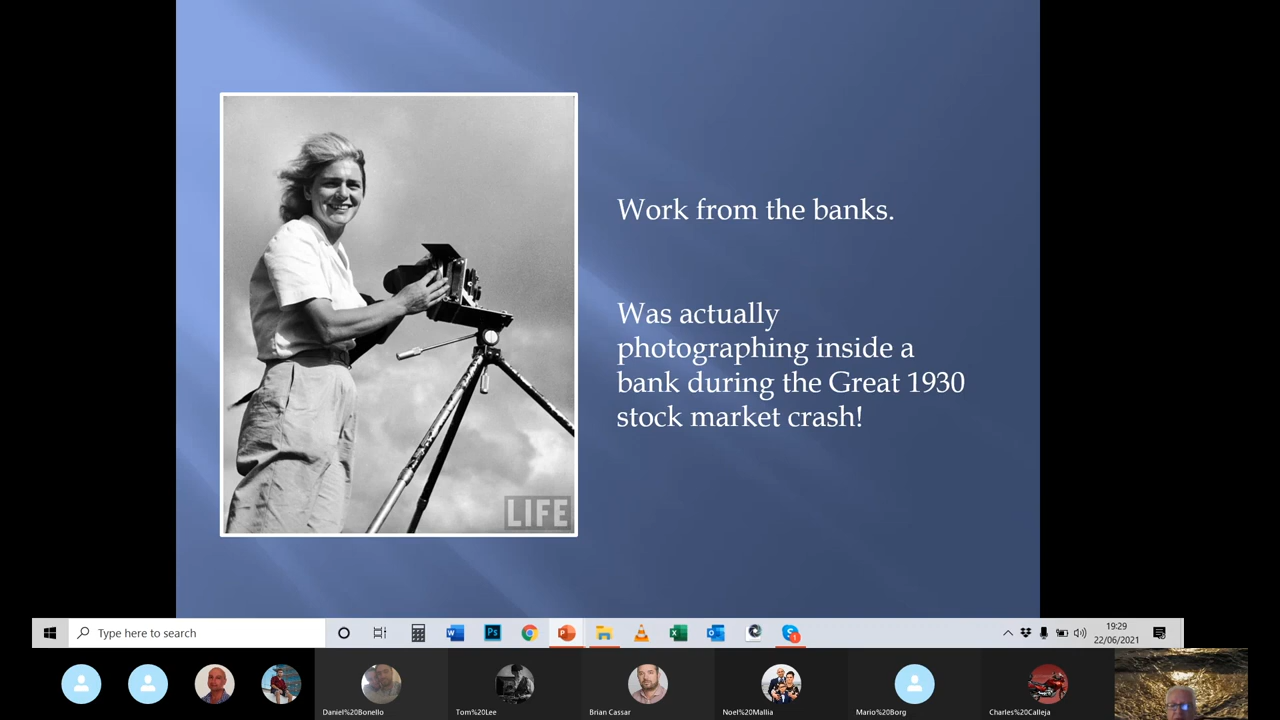 Work from the banks.
Was actually
photographing inside a
bank during the Great 1930
stock market crash!
LIFE
Type here to search
19:29
22/06/2021
Daniel%20Bonello
Tom%20Lee
Brian Cassar
Noel%20Mallia
Mario%20Borg
Charles%20Calleja